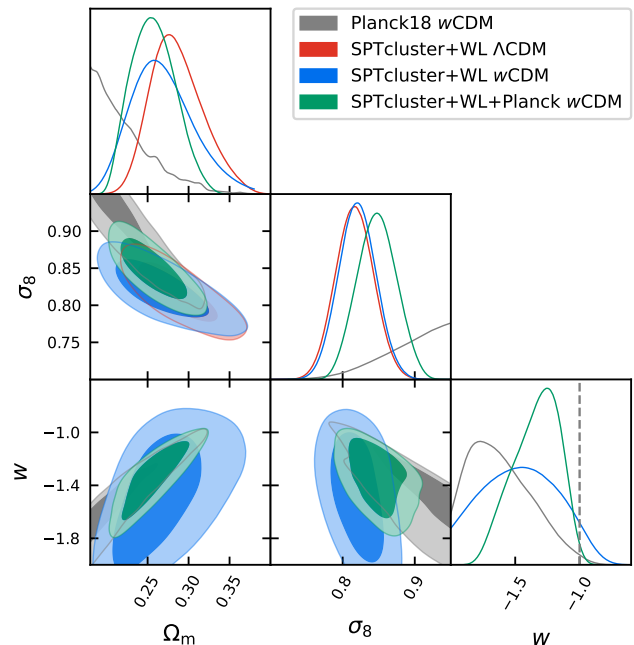 Planck18 wCDM
SPTcluster+WL ΛCDM
SPTcluster+WL wCDM
SPTcluster+WL+Planck wCDM
0.90
0.85
0.80
0.75
σ8
−1.0
−1.4
−1.8
w
0.25
0.30
0.35
Ωm
0.8
0.9
σ8
−1.5
−1.0
w